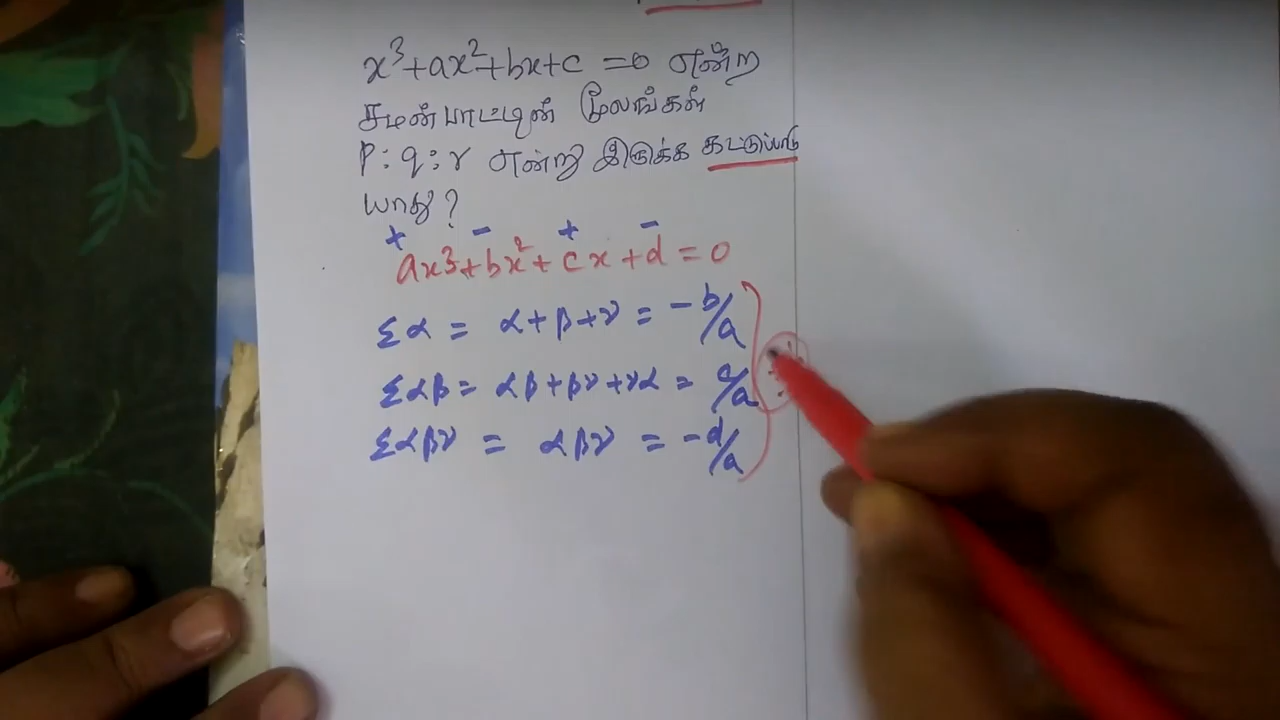 x³+ax²+bx+c =0 என்ற
சமன்பாட்டின் மூலங்கள்
P:q:r என்று இருக்க கட்டுப்பாடு
யாது?
+ − + −
ax³+bx²+cx+d=0
Σα = α+β+γ = -b/a
Σαβ = αβ+βγ+γα = c/a
Σαβγ = αβγ = -d/a